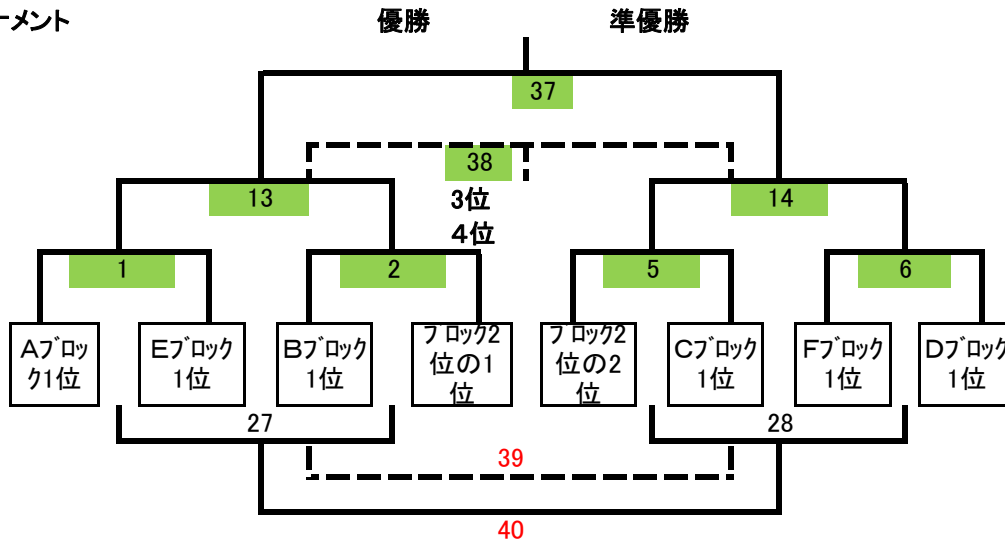 ーメント
優勝 準優勝
37
38
13 14
3位
４位
1 2 5 6
Aブロッ
ク1位
Eブロック
1位
Bブロック
1位
ブロック2
位の1
位
ブロック2
位の2
位
Cブロック
1位
Fブロック
1位
Dブロック
1位
27 28
39
40